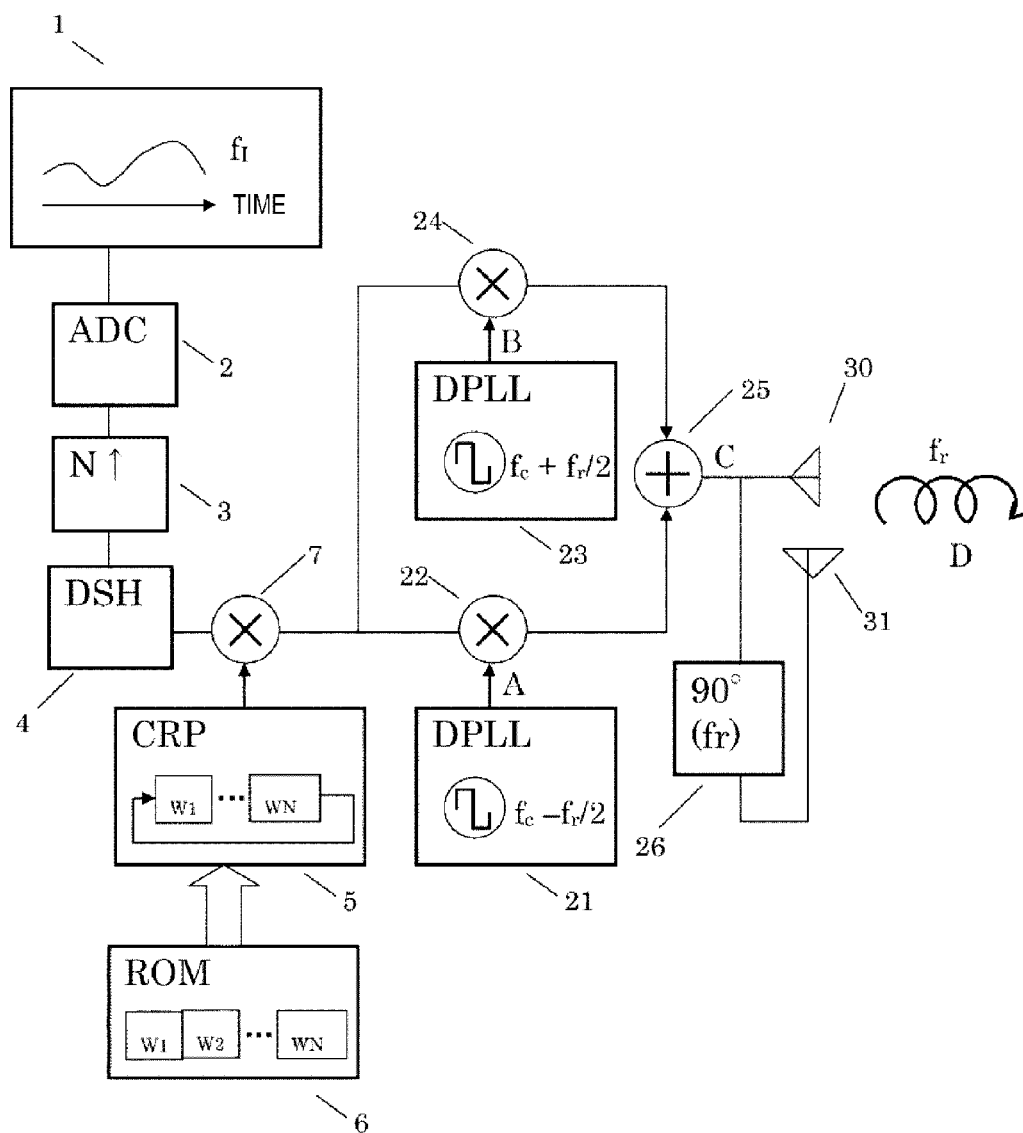 1
f_I
TIME
ADC
2
N ↑
3
DSH
4
7
CRP
W1 ··· WN
5
ROM
W1 W2 ··· WN
6
24
B
DPLL
f_c + f_r/2
23
22
A
DPLL
f_c – f_r/2
21
25
C
30
f_r
D
31
90°
(fr)
26